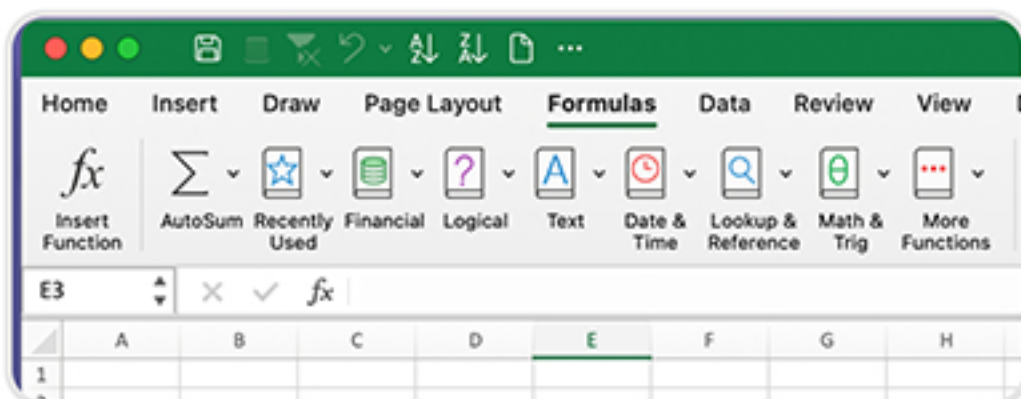 Home Insert Draw Page Layout Formulas Data Review View
fx Σ ? A θ
Insert Function AutoSum Recently Used Financial Logical Text Date & Time Lookup & Reference Math & Trig More Functions
E3 fx
A B C D E F G H
1